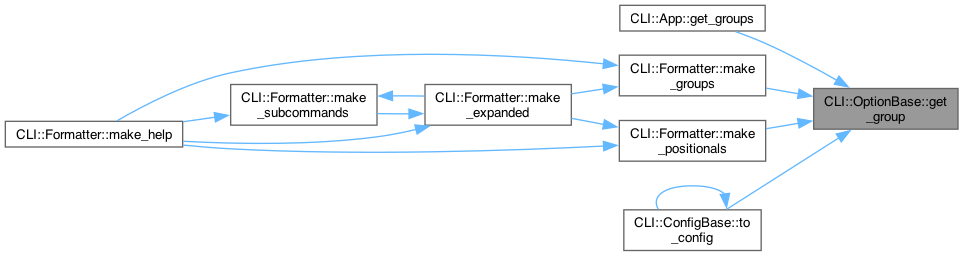 CLI::App::get_groups
CLI::Formatter::make
_groups
CLI::OptionBase::get
_group
CLI::Formatter::make
_subcommands
CLI::Formatter::make
_expanded
CLI::Formatter::make_help
CLI::Formatter::make
_positionals
CLI::ConfigBase::to
_config